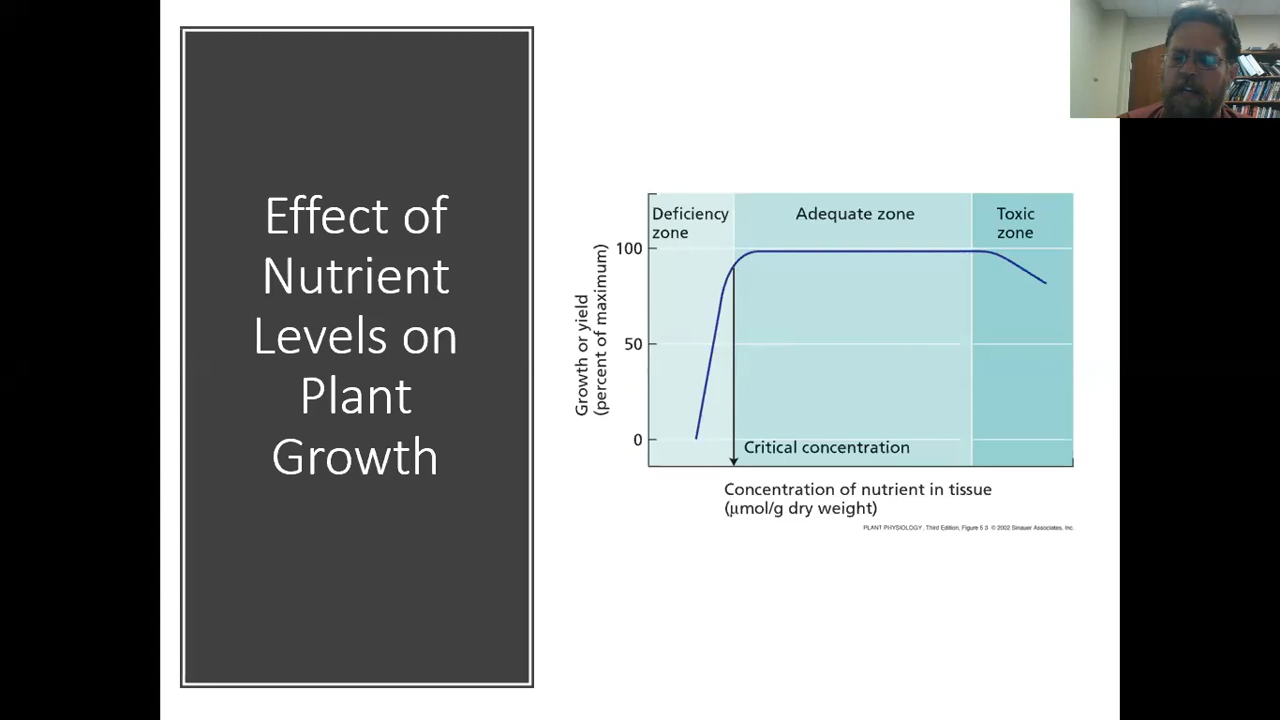 Effect of
Nutrient
Levels on
Plant
Growth
Deficiency
zone
Adequate zone
Toxic
zone
100
50
0
Growth or yield
(percent of maximum)
Critical concentration
Concentration of nutrient in tissue
(μmol/g dry weight)
PLANT PHYSIOLOGY, Third Edition, Figure 5.3 © 2002 Sinauer Associates, Inc.